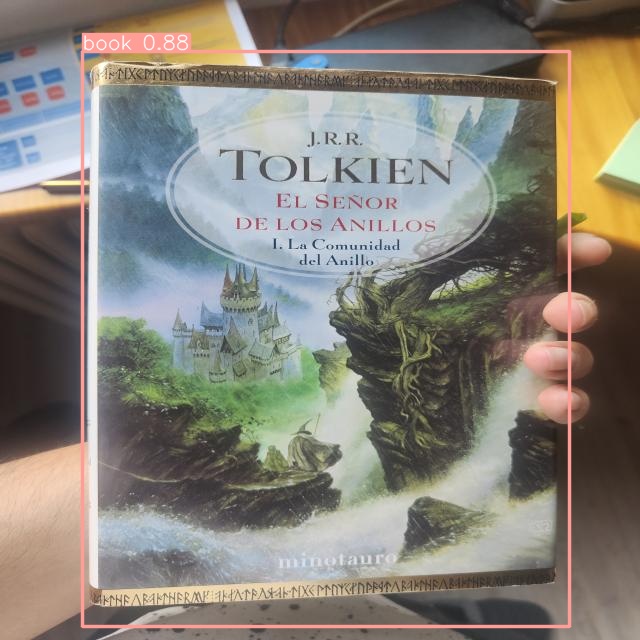 book 0.88
J.R.R.
TOLKIEN
EL SEÑOR
DE LOS ANILLOS
I. La Comunidad
del Anillo
minotauro